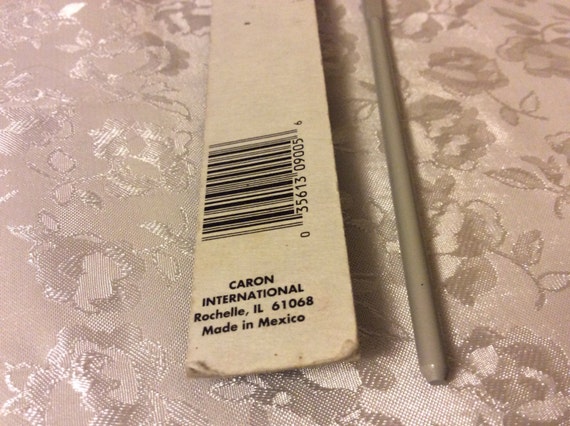 0 35613 09005 6
CARON
INTERNATIONAL
Rochelle, IL 61068
Made in Mexico